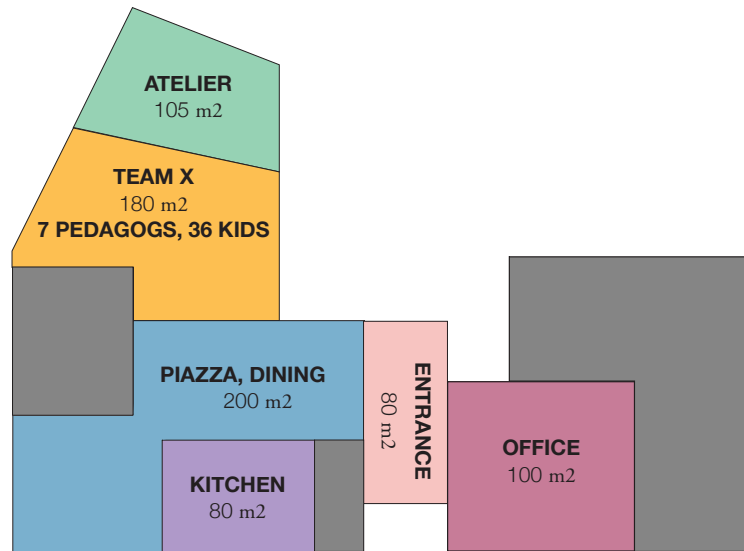 ATELIER
105 m2
TEAM X
180 m2
7 PEDAGOGS, 36 KIDS
PIAZZA, DINING
200 m2
ENTRANCE
80 m2
KITCHEN
80 m2
OFFICE
100 m2